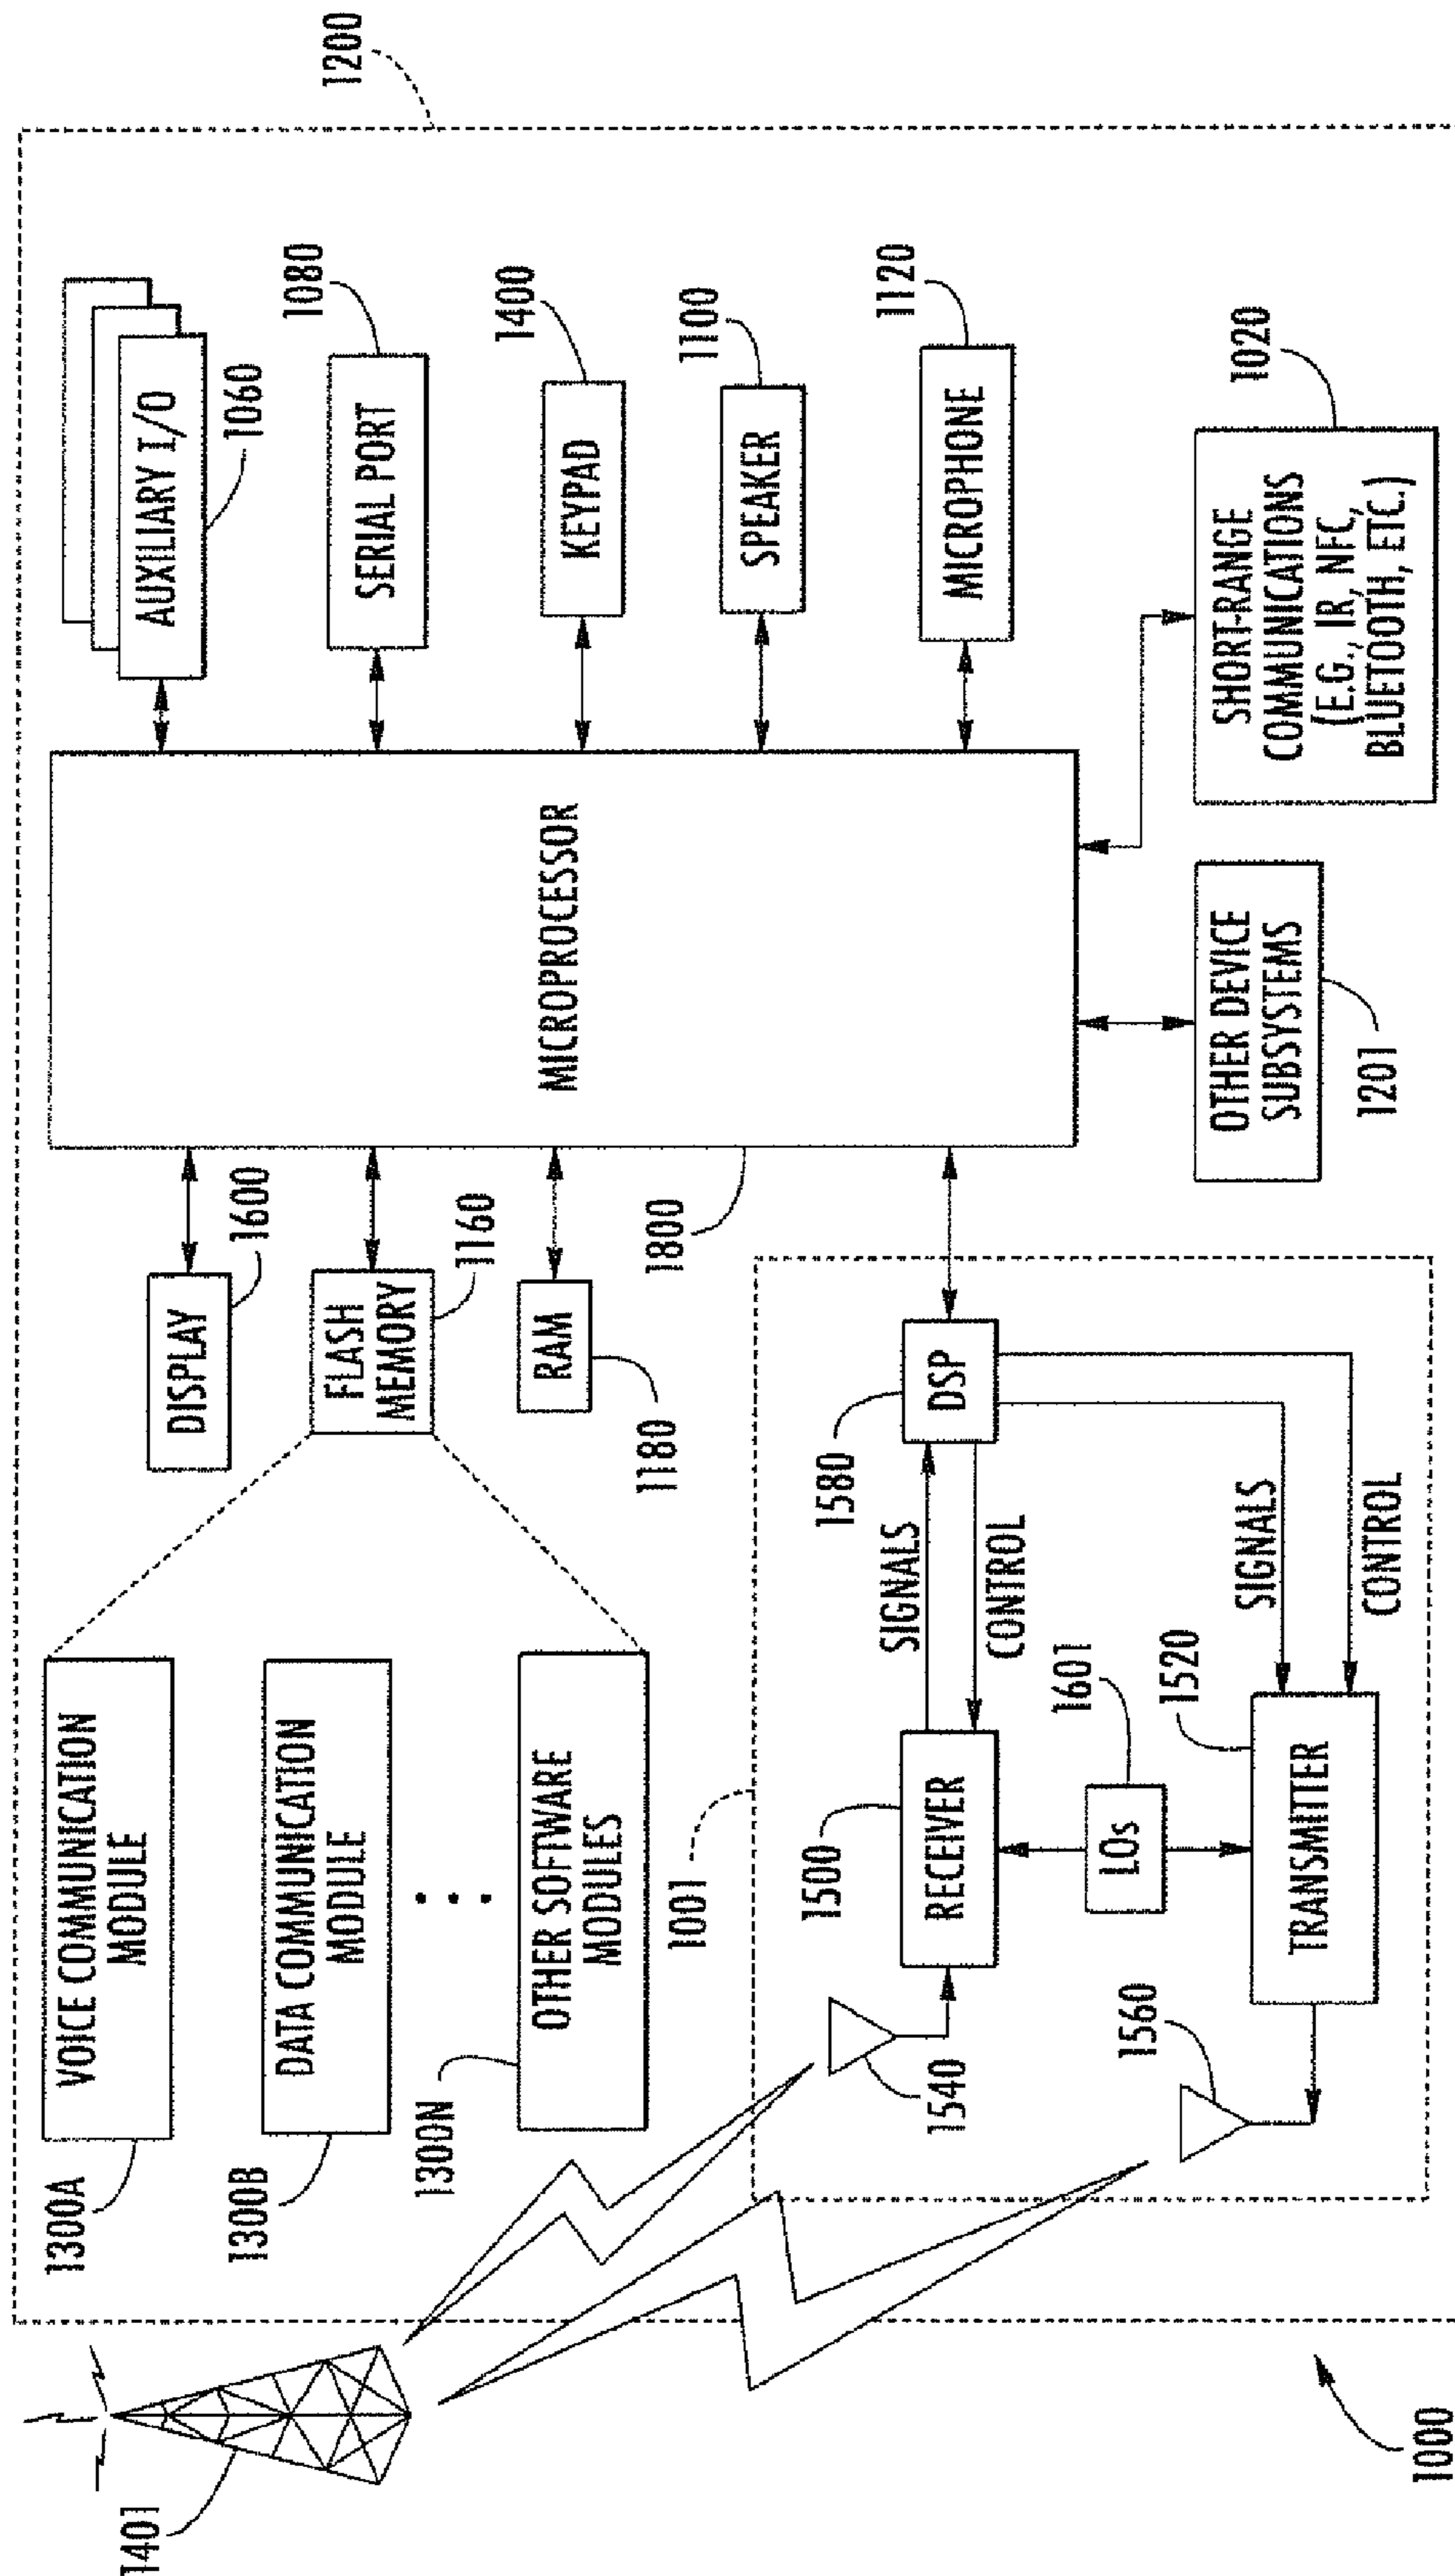 1401
1300A
VOICE COMMUNICATION
MODULE
1300B
DATA COMMUNICATION
MODULE
1300N
OTHER SOFTWARE
MODULES
DISPLAY
1600
FLASH
MEMORY
1160
RAM
1180
1800
MICROPROCESSOR
AUXILIARY I/O
1060
SERIAL PORT
1080
KEYPAD
1400
SPEAKER
1100
MICROPHONE
1120
1200
1001
1540
1500
RECEIVER
SIGNALS
CONTROL
1580
DSP
LOs
1601
1560
TRANSMITTER
1520
SIGNALS
CONTROL
OTHER DEVICE
SUBSYSTEMS
1201
SHORT-RANGE
COMMUNICATIONS
(E.G., IR, NFC,
BLUETOOTH, ETC.)
1020
1000